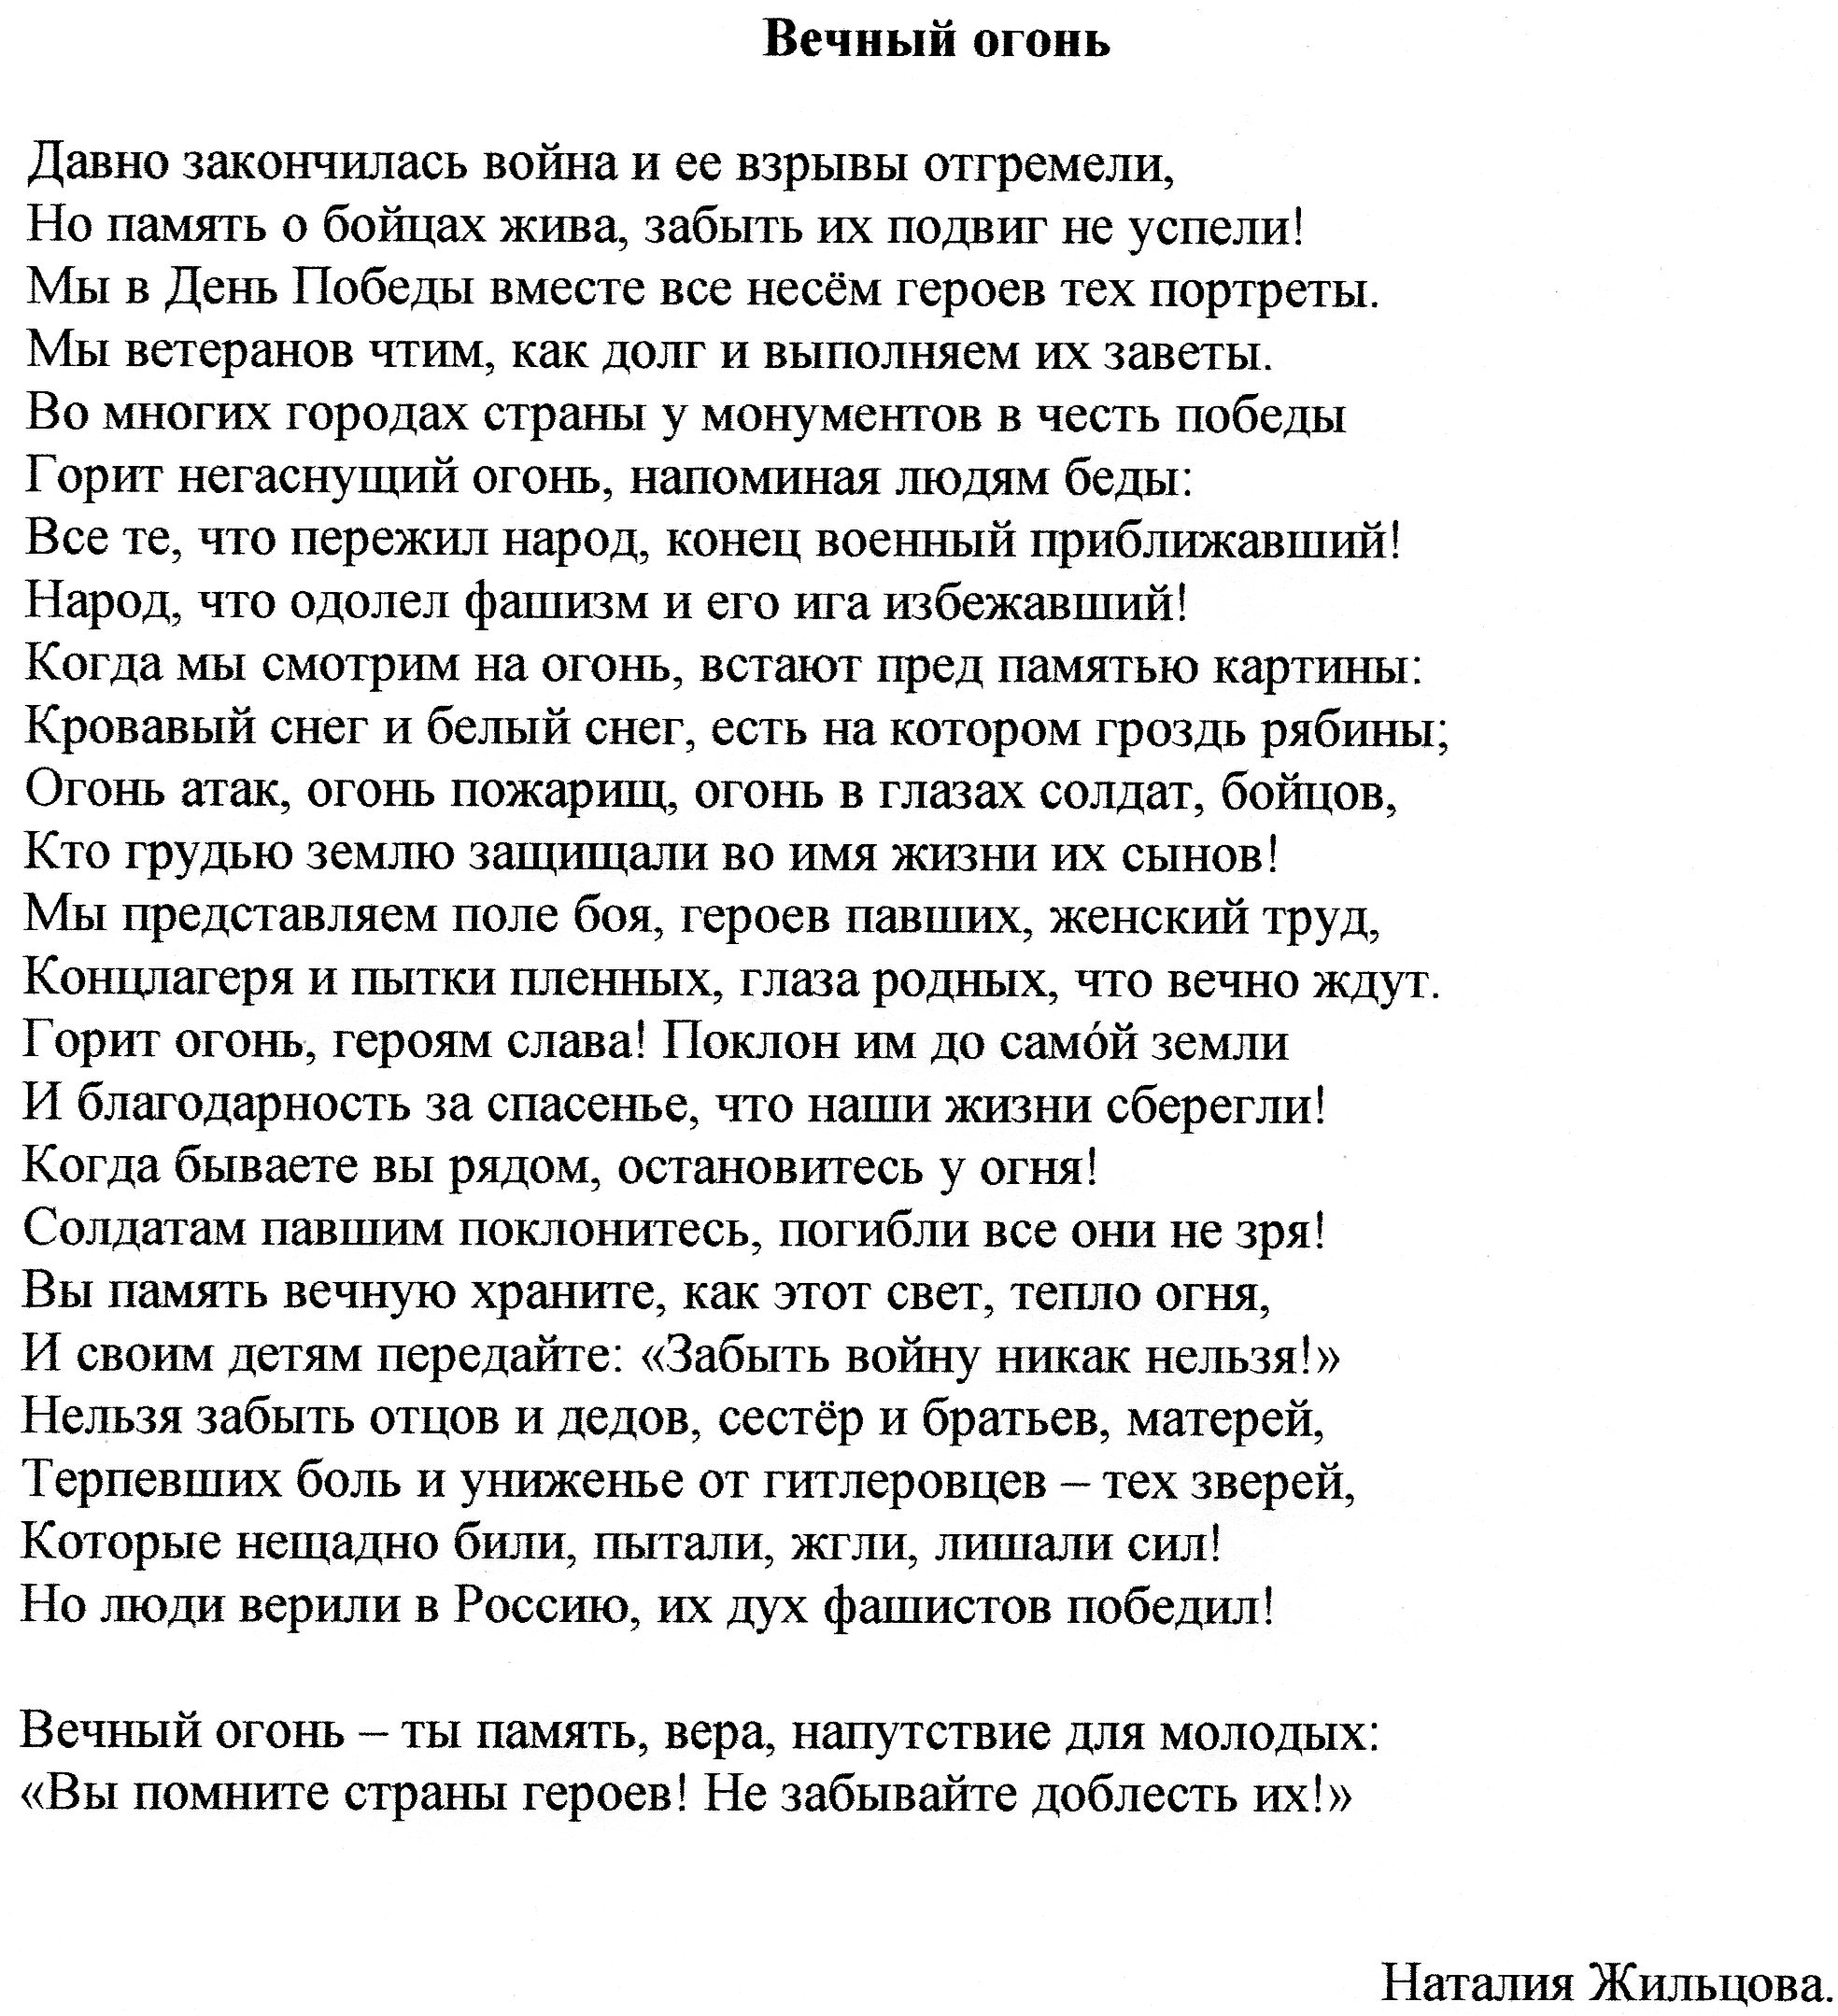 Вечный огонь
Давно закончилась война и ее взрывы отгремели,
Но память о бойцах жива, забыть их подвиг не успели!
Мы в День Победы вместе все несём героев тех портреты.
Мы ветеранов чтим, как долг и выполняем их заветы.
Во многих городах страны у монументов в честь победы
Горит негаснущий огонь, напоминая людям беды:
Все те, что пережил народ, конец военный приближавший!
Народ, что одолел фашизм и его ига избежавший!
Когда мы смотрим на огонь, встают пред памятью картины:
Кровавый снег и белый снег, есть на котором гроздь рябины;
Огонь атак, огонь пожарищ, огонь в глазах солдат, бойцов,
Кто грудью землю защищали во имя жизни их сынов!
Мы представляем поле боя, героев павших, женский труд,
Концлагеря и пытки пленных, глаза родных, что вечно ждут.
Горит огонь, героям слава! Поклон им до само́й земли
И благодарность за спасенье, что наши жизни сберегли!
Когда бываете вы рядом, остановитесь у огня!
Солдатам павшим поклонитесь, погибли все они не зря!
Вы память вечную храните, как этот свет, тепло огня,
И своим детям передайте: «Забыть войну никак нельзя!»
Нельзя забыть отцов и дедов, сестёр и братьев, матерей,
Терпевших боль и униженье от гитлеровцев – тех зверей,
Которые нещадно били, пытали, жгли, лишали сил!
Но люди верили в Россию, их дух фашистов победил!
Вечный огонь – ты память, вера, напутствие для молодых:
«Вы помните страны героев! Не забывайте доблесть их!»
Наталия Жильцова.